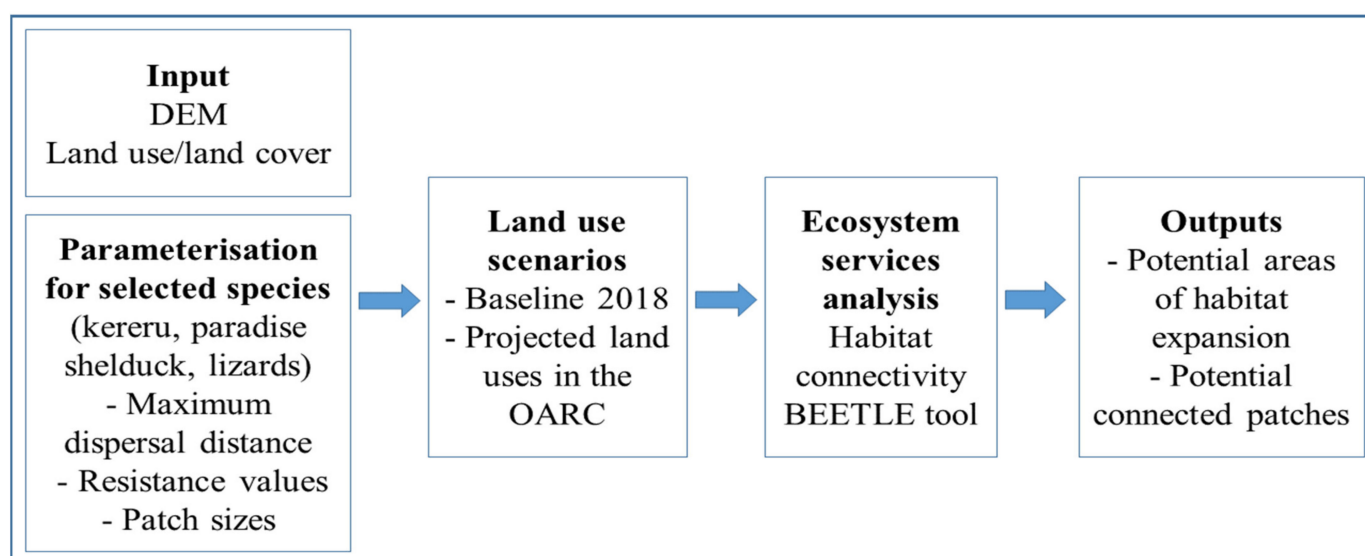 Input
DEM
Land use/land cover
Parameterisation
for selected species
(kereru, paradise
shelduck, lizards)
- Maximum
dispersal distance
- Resistance values
- Patch sizes
Land use
scenarios
- Baseline 2018
- Projected land
uses in the
OARC
Ecosystem
services
analysis
Habitat
connectivity
BEETLE tool
Outputs
- Potential areas
of habitat
expansion
- Potential
connected patches